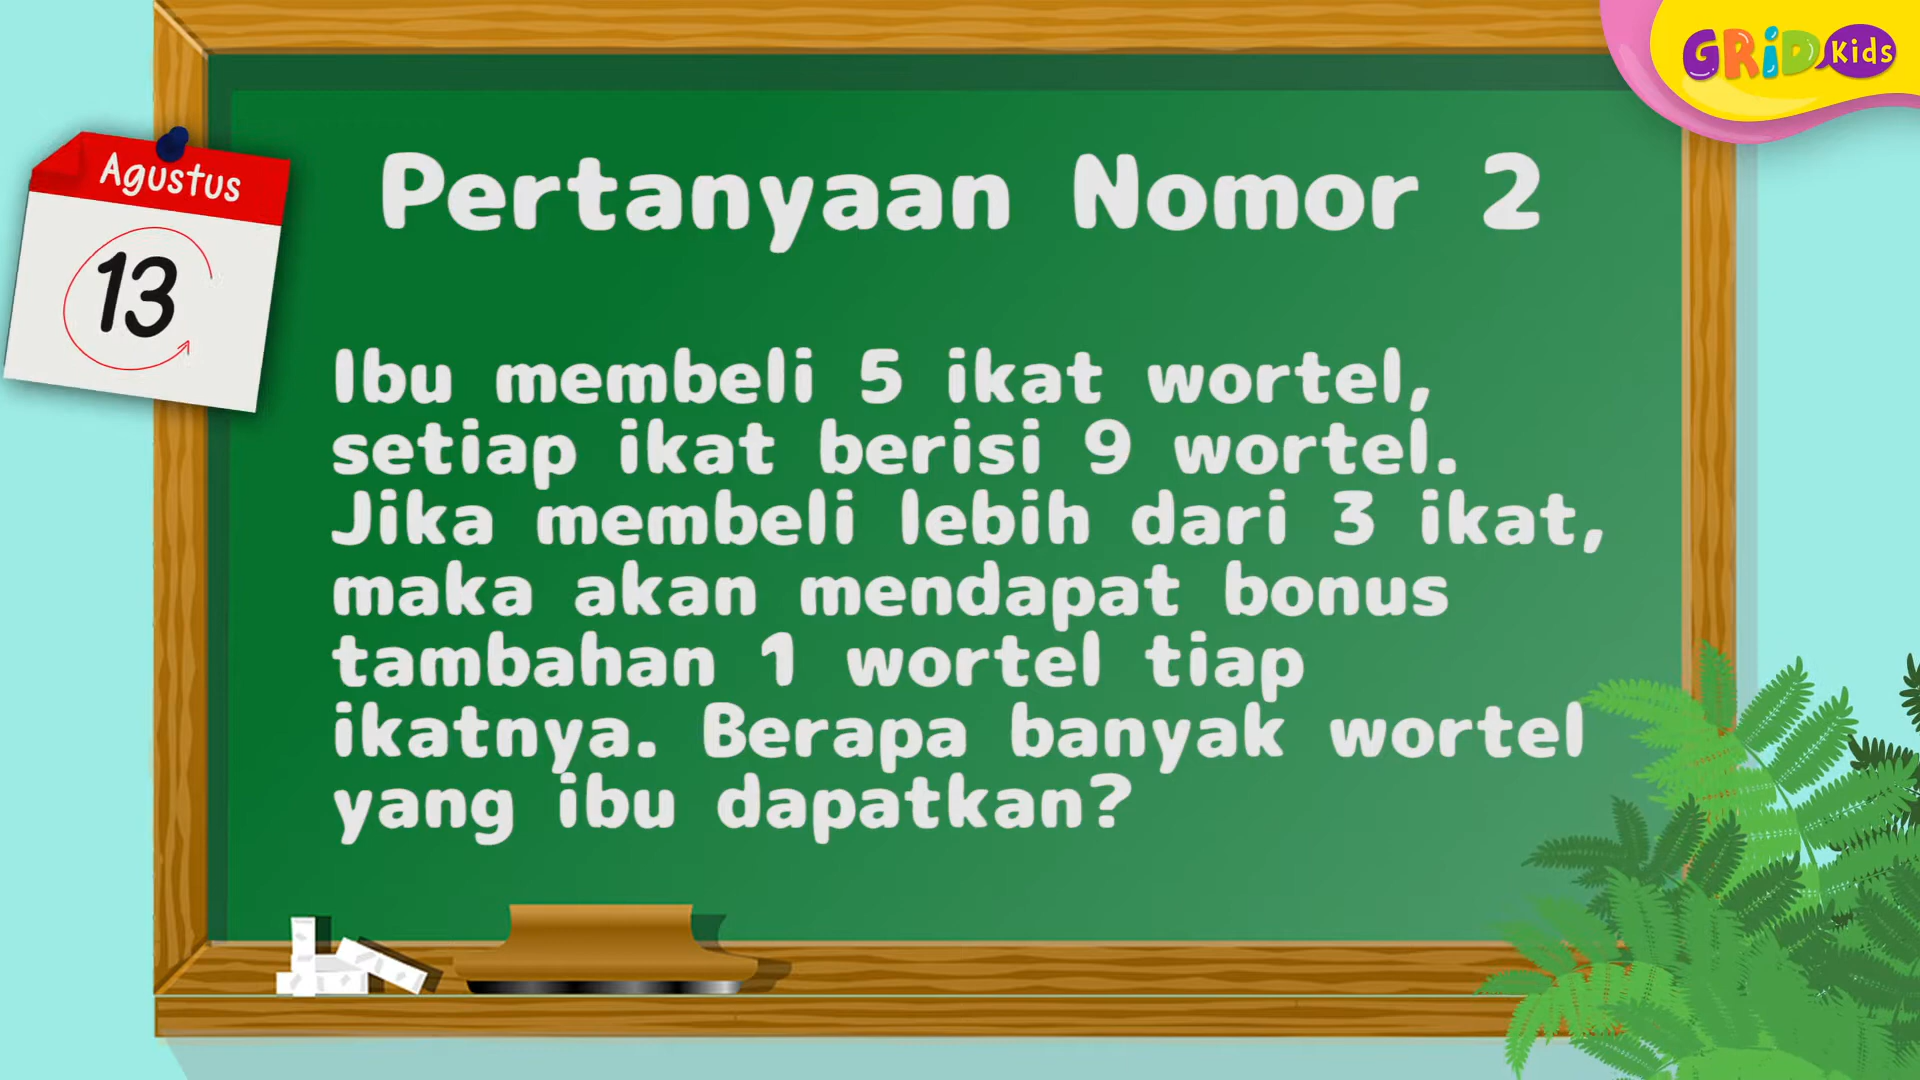 GRID Kids
Agustus
13
Pertanyaan Nomor 2
Ibu membeli 5 ikat wortel,
setiap ikat berisi 9 wortel.
Jika membeli lebih dari 3 ikat,
maka akan mendapat bonus
tambahan 1 wortel tiap
ikatnya. Berapa banyak wortel
yang ibu dapatkan?